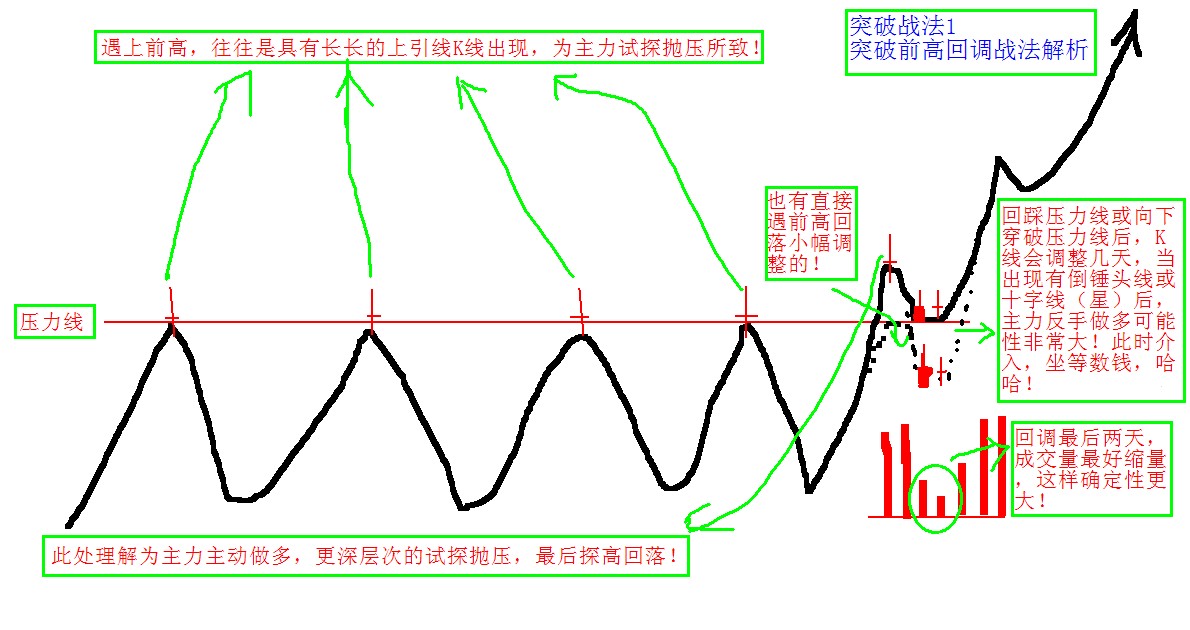 突破战法1
突破前高回调战法解析
遇上前高，往往是具有长长的上引线K线出现，为主力试探抛压所致！
也有直接
遇前高回
落小幅调
整的！
回踩压力线或向下
穿破压力线后，K
线会调整几天，当
出现有倒锤头线或
十字线（星）后，
主力反手做多可能
性非常大！此时介
入，坐等数钱，哈
哈！
压力线
回调最后两天，
成交量最好缩量
，这样确定性更
大！
此处理解为主力主动做多，更深层次的试探抛压，最后探高回落！